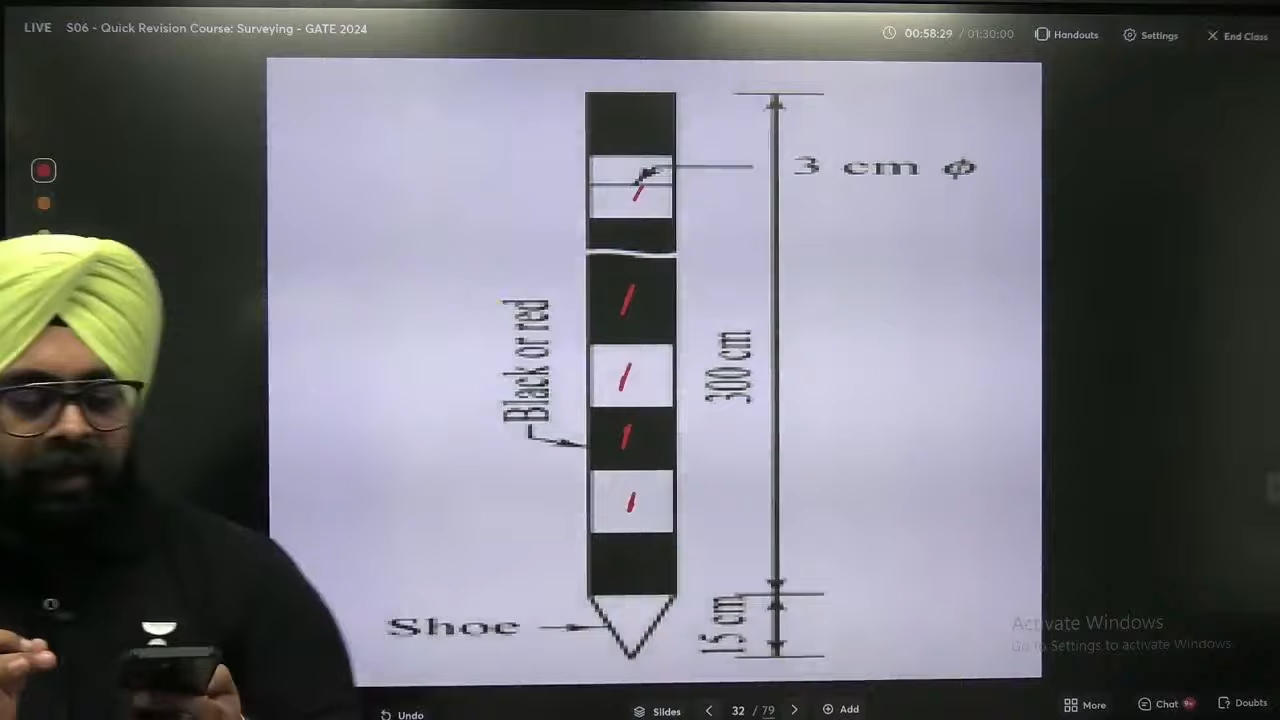 LIVE S06 - Quick Revision Course: Surveying - GATE 2024
00:58:29 / 01:30:00
Handouts
Settings
End Class
3 cm ϕ
Black or red
300 cm
Shoe
15 cm
Activate Windows
Go to Settings to activate Windows.
Undo
Slides
32 / 79
Add
More
Chat 9+
Doubts